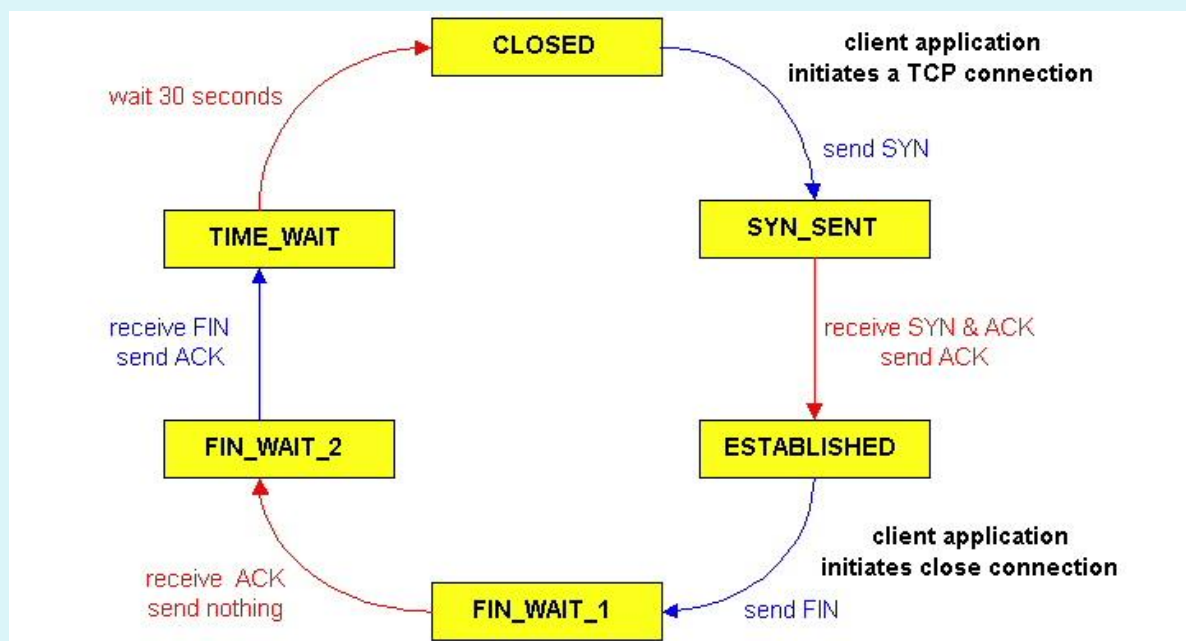 CLOSED
client application
initiates a TCP connection
wait 30 seconds
send SYN
TIME_WAIT
SYN_SENT
receive FIN
send ACK
receive SYN & ACK
send ACK
FIN_WAIT_2
ESTABLISHED
client application
initiates close connection
receive ACK
send nothing
FIN_WAIT_1
send FIN